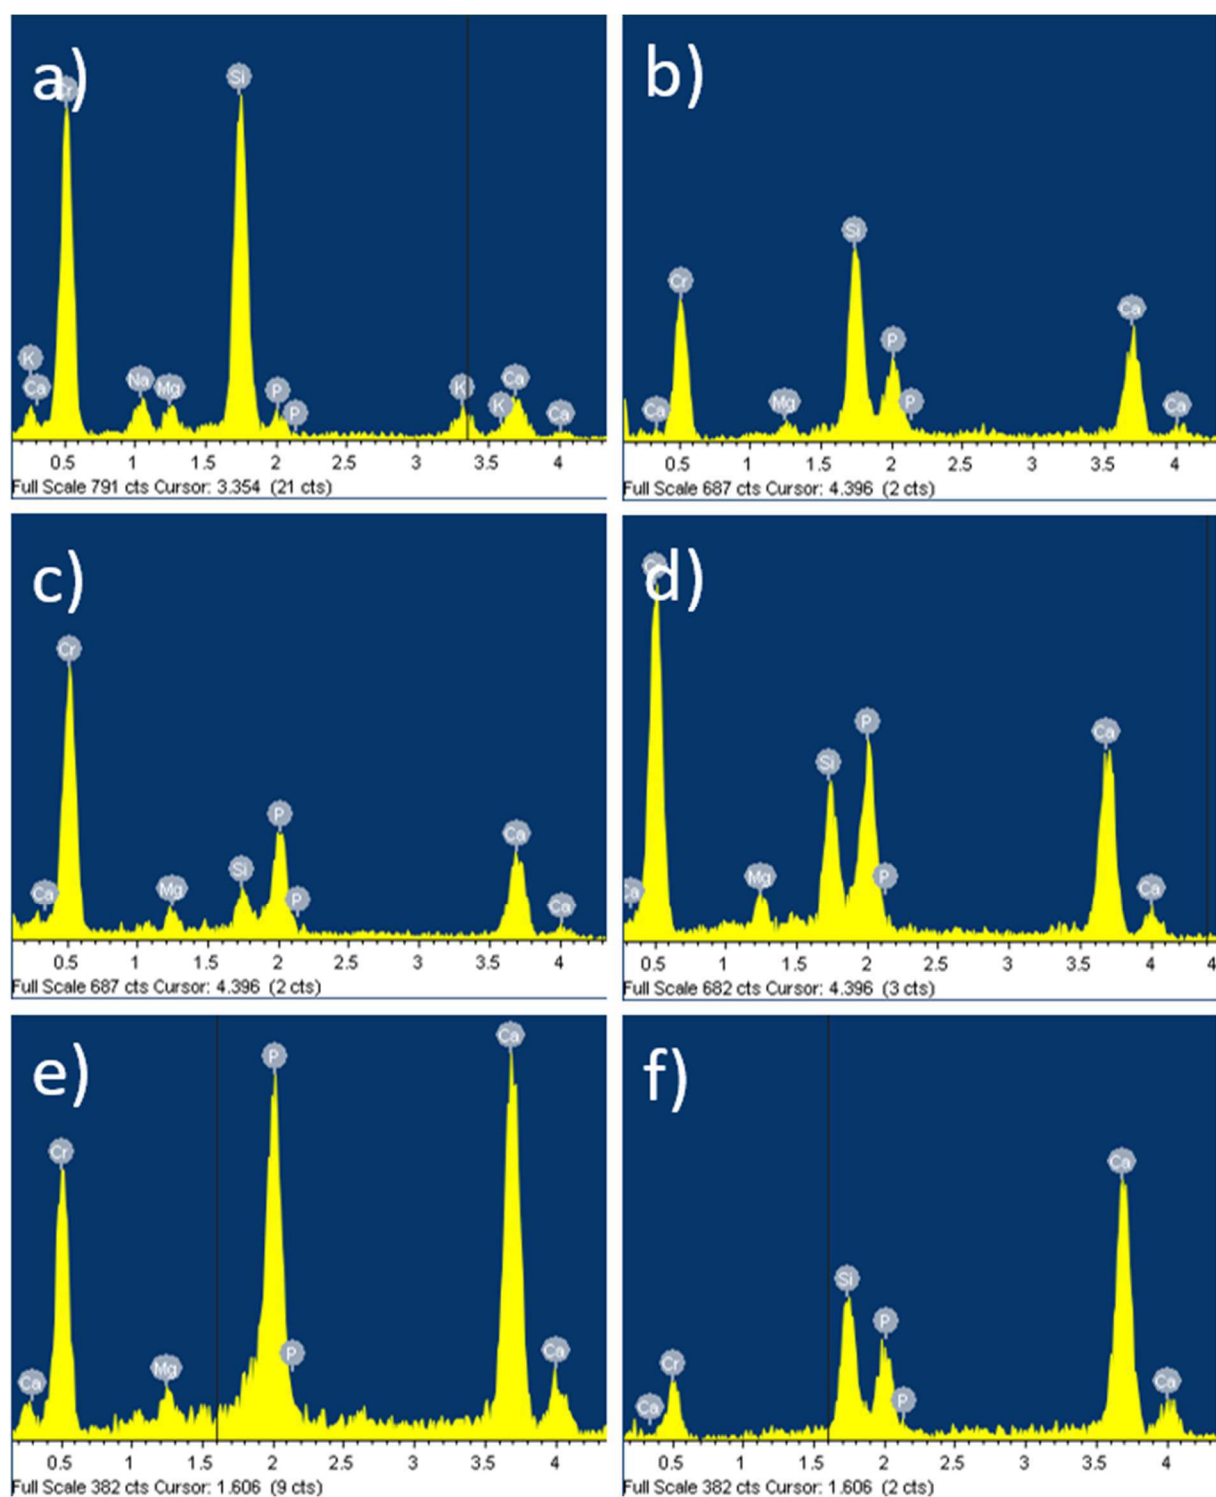 a)
Cr
Si
K
Ca
Na
Mg
P
P
K
K
Ca
Ca
0.5 1 1.5 2 2.5 3 3.5 4
Full Scale 791 cts Cursor: 3.354 (21 cts)
b)
Ca
Cr
Mg
Si
P
P
Ca
Ca
0.5 1 1.5 2 2.5 3 3.5 4
Full Scale 687 cts Cursor: 4.396 (2 cts)
c)
Ca
Cr
Mg
Si
P
P
Ca
Ca
0.5 1 1.5 2 2.5 3 3.5 4
Full Scale 687 cts Cursor: 4.396 (2 cts)
d)
Ca
Mg
Si
P
P
Ca
Ca
0.5 1 1.5 2 2.5 3 3.5 4 4
Full Scale 682 cts Cursor: 4.396 (3 cts)
e)
Ca
Cr
Mg
P
P
Ca
Ca
0.5 1 1.5 2 2.5 3 3.5 4
Full Scale 382 cts Cursor: 1.606 (9 cts)
f)
Ca
Cr
Si
P
P
Ca
Ca
0.5 1 1.5 2 2.5 3 3.5 4
Full Scale 382 cts Cursor: 1.606 (2 cts)